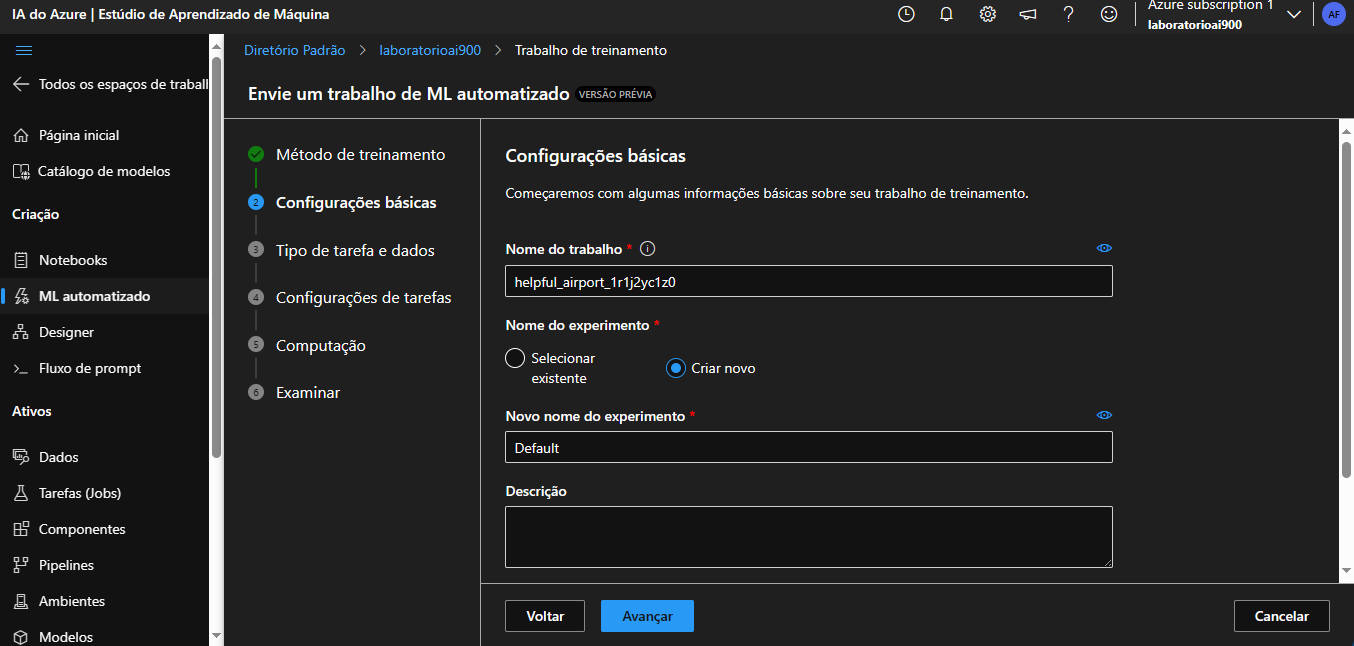 IA do Azure | Estúdio de Aprendizado de Máquina
Azure subscription 1
laboratorioai900
AF
Todos os espaços de traball
Página inicial
Catálogo de modelos
Criação
Notebooks
ML automatizado
Designer
Fluxo de prompt
Ativos
Dados
Tarefas (Jobs)
Componentes
Pipelines
Ambientes
Modelos
Diretório Padrão > laboratorioai900 > Trabalho de treinamento
Envie um trabalho de ML automatizado VERSÃO PRÉVIA
Método de treinamento
2 Configurações básicas
3 Tipo de tarefa e dados
4 Configurações de tarefas
5 Computação
6 Examinar
Configurações básicas
Começaremos com algumas informações básicas sobre seu trabalho de treinamento.
Nome do trabalho *
helpful_airport_1r1j2yc1z0
Nome do experimento *
Selecionar
existente
Criar novo
Novo nome do experimento *
Default
Descrição
Voltar
Avançar
Cancelar